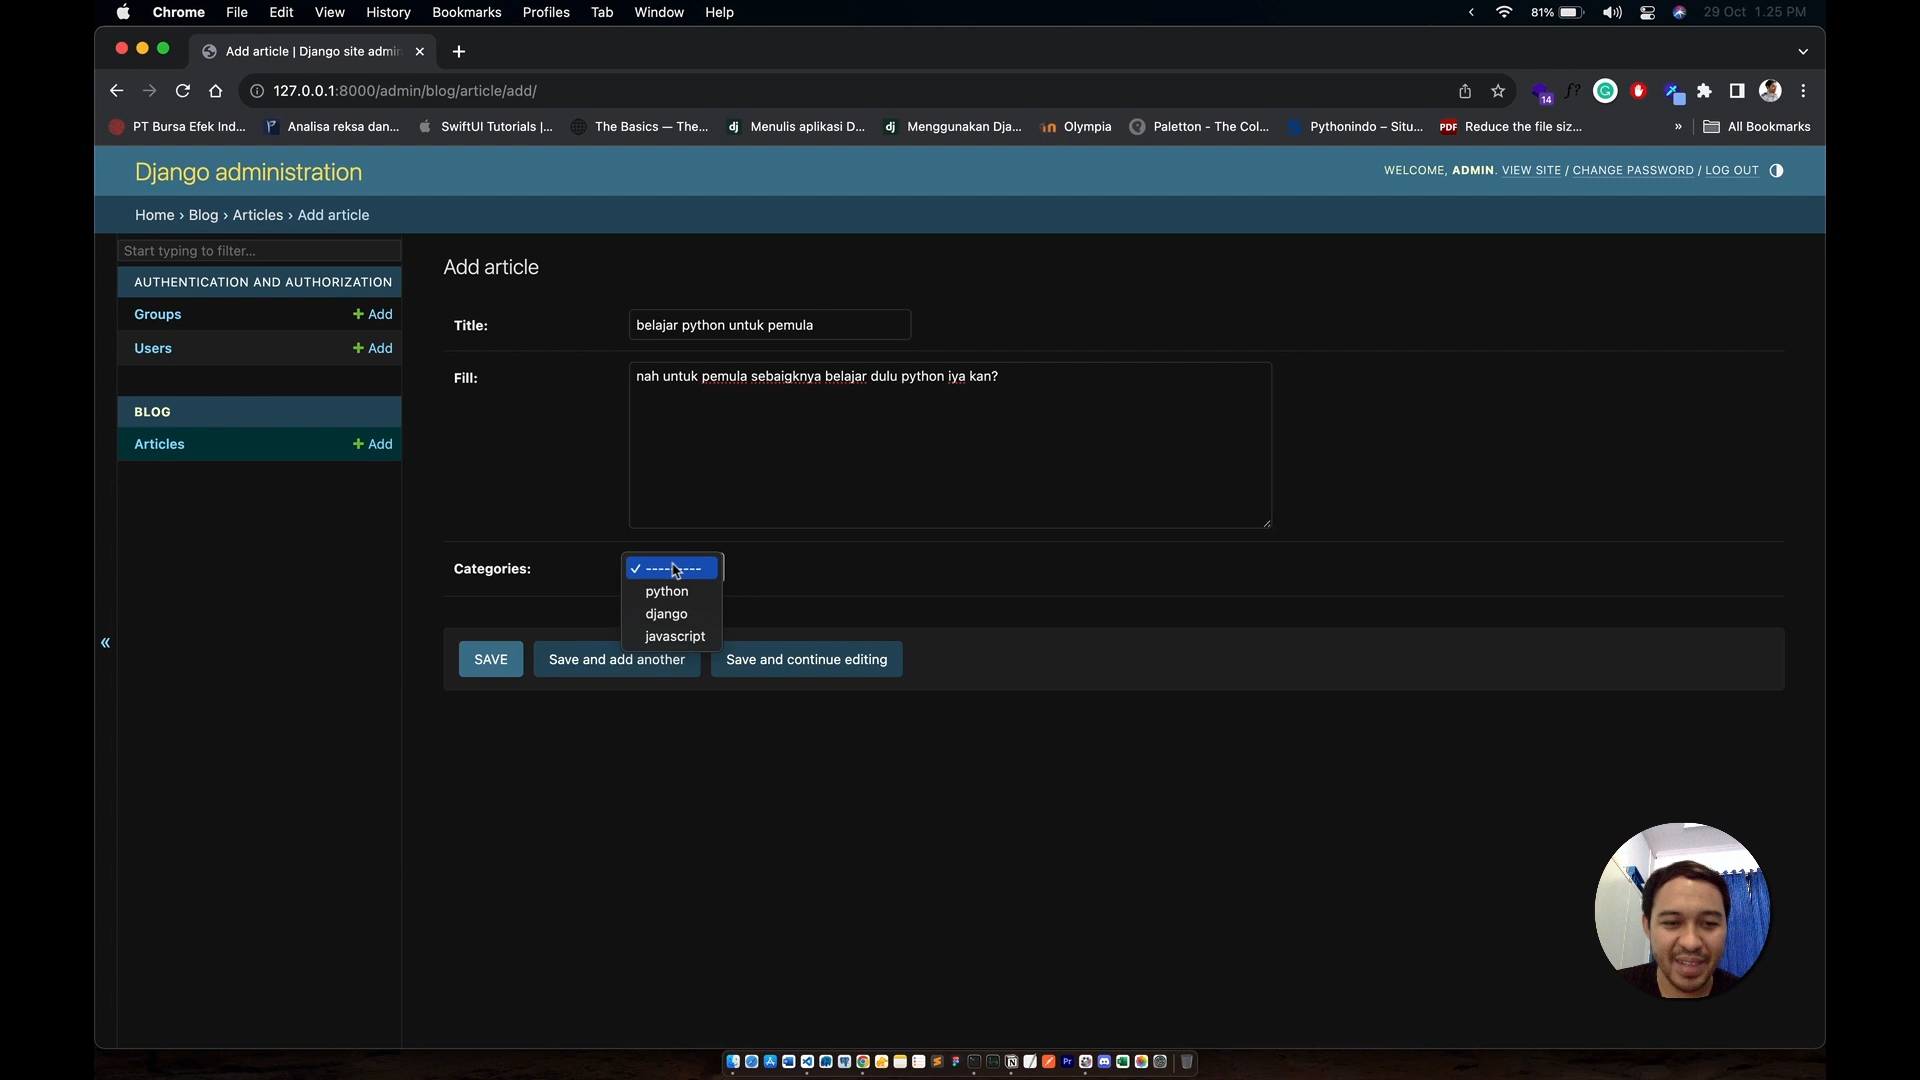 Chrome File Edit View History Bookmarks Profiles Tab Window Help
81% 29 Oct 1.25 PM
Add article | Django site admi
127.0.0.1:8000/admin/blog/article/add/
14
PT Bursa Efek Ind...
Analisa reksa dan...
SwiftUI Tutorials |...
The Basics — The...
dj Menulis aplikasi D...
dj Menggunakan Dja...
Olympia
Paletton - The Col...
Pythonindo – Situ...
PDF Reduce the file siz...
» All Bookmarks
Django administration
WELCOME, ADMIN. VIEW SITE / CHANGE PASSWORD / LOG OUT
Home › Blog › Articles › Add article
Start typing to filter...
AUTHENTICATION AND AUTHORIZATION
Groups + Add
Users + Add
BLOG
Articles + Add
«
Add article
Title: belajar python untuk pemula
Fill: nah untuk pemula sebaigknya belajar dulu python iya kan?
Categories: ✓ ---------
python
django
javascript
SAVE
Save and add another
Save and continue editing